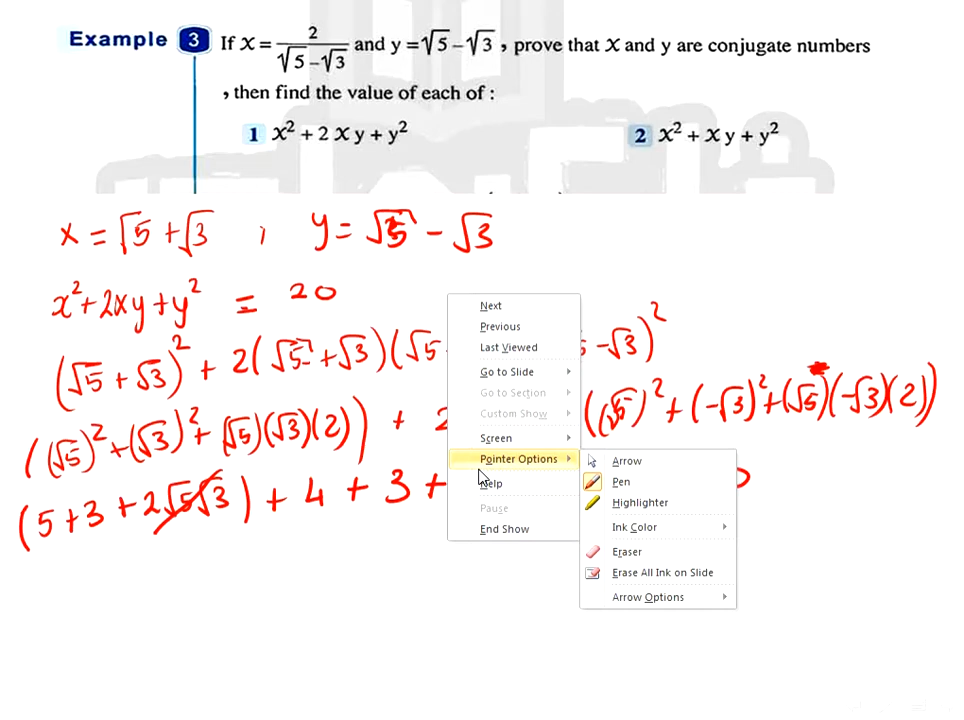 Example 3 If x = 2/(√5–√3) and y = √5–√3 , prove that x and y are conjugate numbers
, then find the value of each of :
1 x² + 2 x y + y² 2 x² + x y + y²
x = √5 + √3 , y = √5 - √3
x² + 2xy + y² = 20
(√5 + √3)² + 2(√5 + √3)(√5 - √3)²
((√5)² + (√3)² + (√5)(√3)(2)) + 2 ((√5)² + (-√3)² + (√5)(-√3)(2))
(5 + 3 + 2√5√3) + 4 + 3 +
Next
Previous
Last Viewed
Go to Slide
Go to Section
Custom Show
Screen
Pointer Options
Help
Pause
End Show
Arrow
Pen
Highlighter
Ink Color
Eraser
Erase All Ink on Slide
Arrow Options